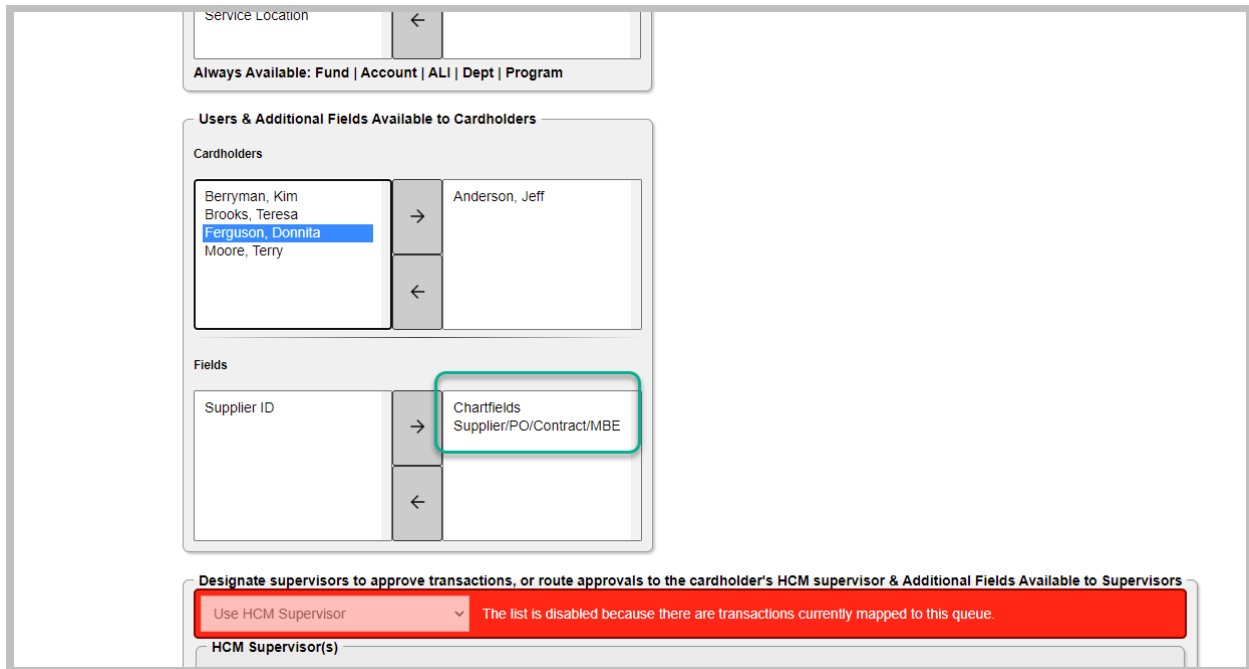 Service Location
Always Available: Fund | Account | ALI | Dept | Program
Users & Additional Fields Available to Cardholders
Cardholders
Berryman, Kim
Brooks, Teresa
Ferguson, Donnita
Moore, Terry
Anderson, Jeff
Fields
Supplier ID
Chartfields
Supplier/PO/Contract/MBE
Designate supervisors to approve transactions, or route approvals to the cardholder's HCM supervisor & Additional Fields Available to Supervisors
Use HCM Supervisor
The list is disabled because there are transactions currently mapped to this queue.
HCM Supervisor(s)